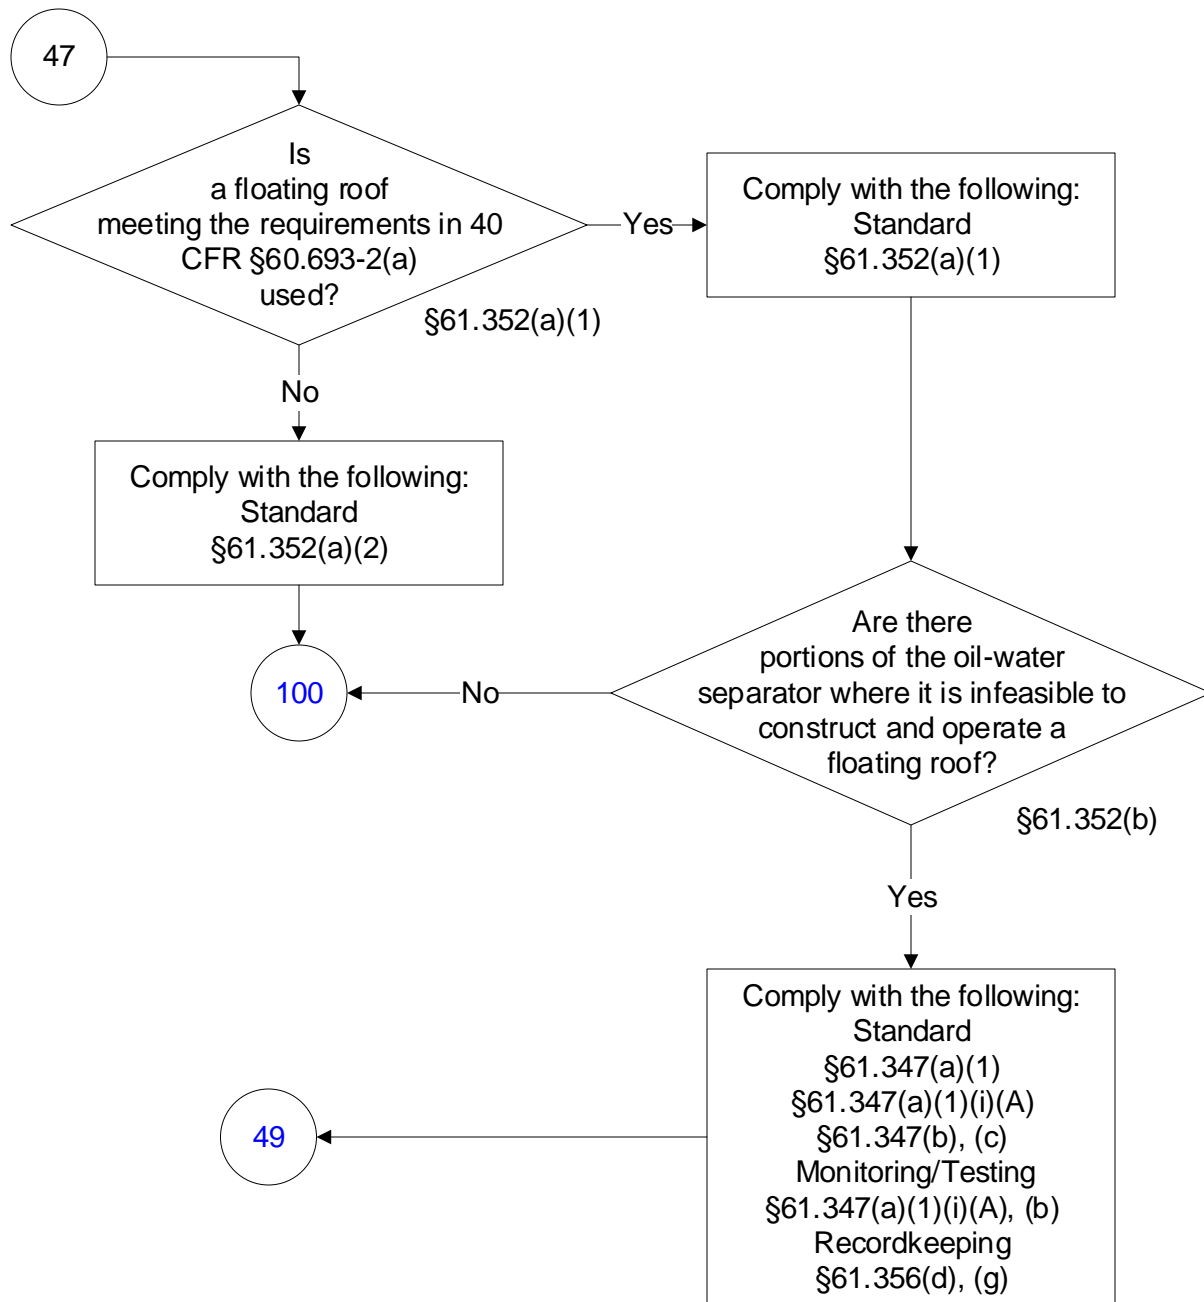 47
Is
a floating roof
meeting the requirements in 40
CFR §60.693-2(a)
used?
§61.352(a)(1)
Yes
Comply with the following:
Standard
§61.352(a)(1)
No
Comply with the following:
Standard
§61.352(a)(2)
100
No
Are there
portions of the oil-water
separator where it is infeasible to
construct and operate a
floating roof?
§61.352(b)
Yes
Comply with the following:
Standard
§61.347(a)(1)
§61.347(a)(1)(i)(A)
§61.347(b), (c)
Monitoring/Testing
§61.347(a)(1)(i)(A), (b)
Recordkeeping
§61.356(d), (g)
49